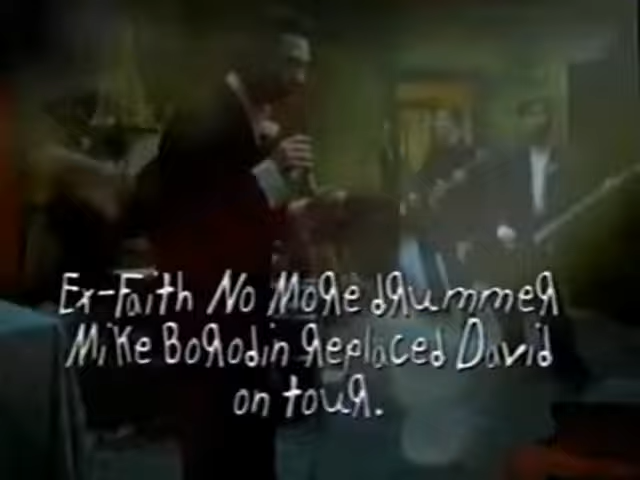 Ex-Faith No More drummer
Mike Borodin replaced David
on tour.